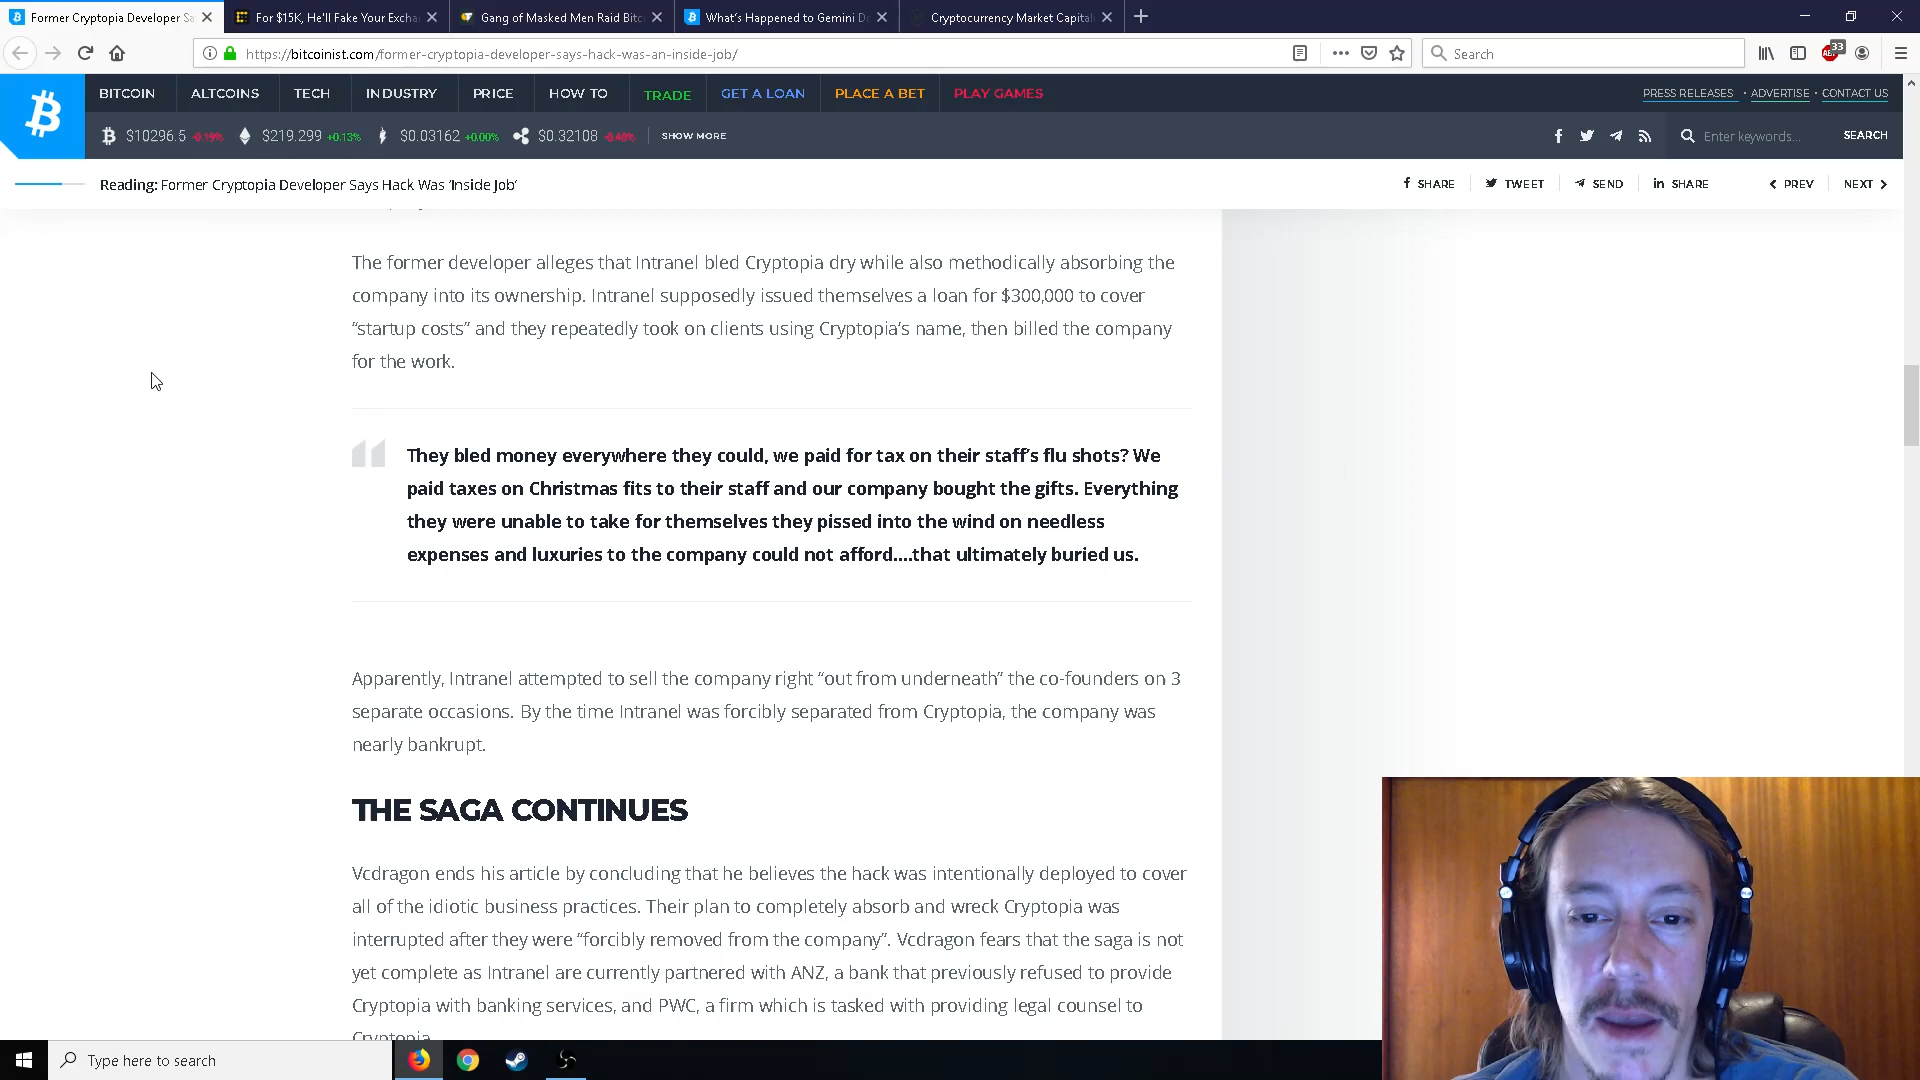 Former Cryptopia Developer Sa
For $15K, He'll Fake Your Excha
Gang of Masked Men Raid Bitc
What's Happened to Gemini Do
Cryptocurrency Market Capital
https://bitcoinist.com/former-cryptopia-developer-says-hack-was-an-inside-job/
Search
33
BITCOIN ALTCOINS TECH INDUSTRY PRICE HOW TO TRADE GET A LOAN PLACE A BET PLAY GAMES
PRESS RELEASES · ADVERTISE · CONTACT US
$10296.5 -0.19% $219.299 +0.13% $0.03162 +0.00% $0.32108 -0.40% SHOW MORE
Enter keywords... SEARCH
Reading: Former Cryptopia Developer Says Hack Was ‘Inside Job’
SHARE TWEET SEND in SHARE PREV NEXT
The former developer alleges that Intranel bled Cryptopia dry while also methodically absorbing the
company into its ownership. Intranel supposedly issued themselves a loan for $300,000 to cover
“startup costs” and they repeatedly took on clients using Cryptopia’s name, then billed the company
for the work.
They bled money everywhere they could, we paid for tax on their staff’s flu shots? We
paid taxes on Christmas fits to their staff and our company bought the gifts. Everything
they were unable to take for themselves they pissed into the wind on needless
expenses and luxuries to the company could not afford....that ultimately buried us.
Apparently, Intranel attempted to sell the company right “out from underneath” the co-founders on 3
separate occasions. By the time Intranel was forcibly separated from Cryptopia, the company was
nearly bankrupt.
THE SAGA CONTINUES
Vcdragon ends his article by concluding that he believes the hack was intentionally deployed to cover
all of the idiotic business practices. Their plan to completely absorb and wreck Cryptopia was
interrupted after they were “forcibly removed from the company”. Vcdragon fears that the saga is not
yet complete as Intranel are currently partnered with ANZ, a bank that previously refused to provide
Cryptopia with banking services, and PWC, a firm which is tasked with providing legal counsel to
Cryptopia
Type here to search